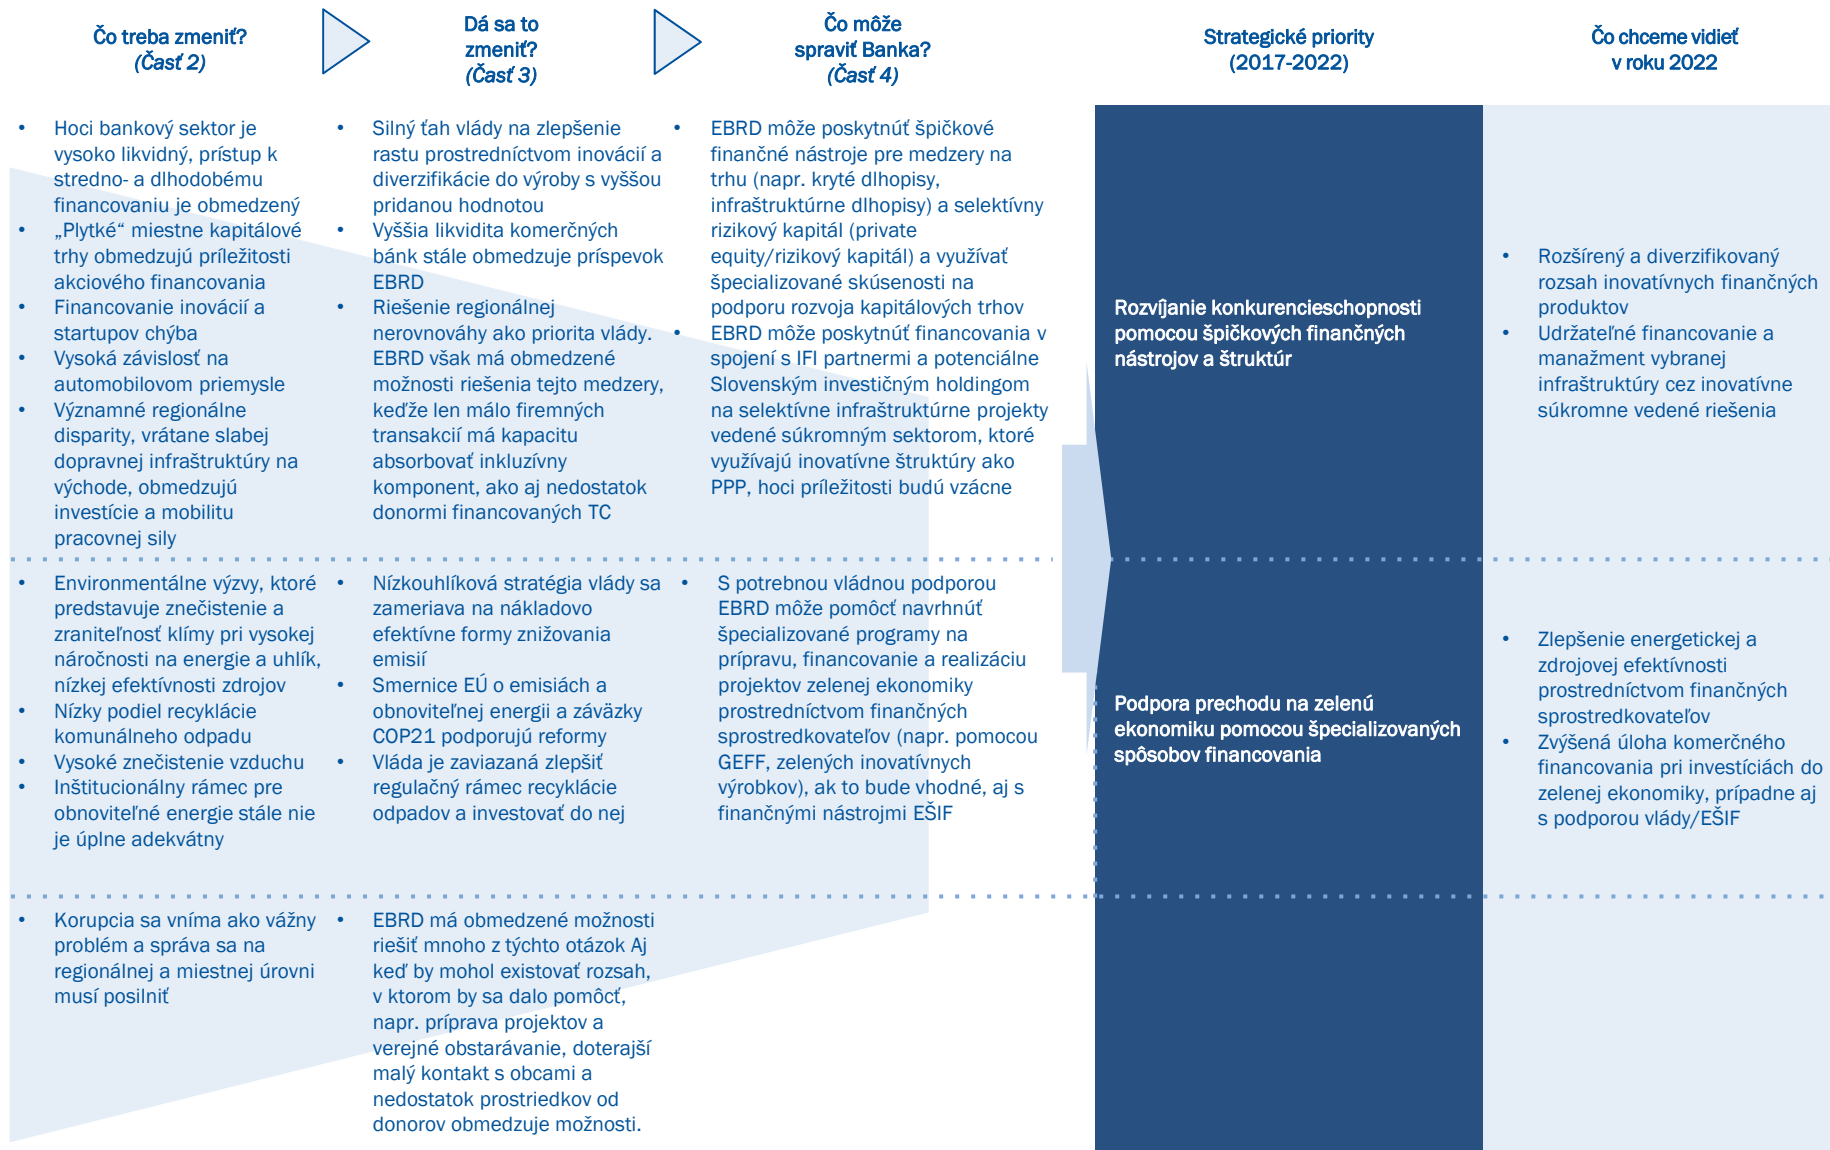 Čo treba zmeniť?
(Časť 2)
Dá sa to
zmeniť?
(Časť 3)
Čo môže
spraviť Banka?
(Časť 4)
Strategické priority
(2017-2022)
Čo chceme vidieť
v roku 2022
• Hoci bankový sektor je
vysoko likvidný, prístup k
stredno- a dlhodobému
financovaniu je obmedzený
• „Plytké“ miestne kapitálové
trhy obmedzujú príležitosti
akciového financovania
• Financovanie inovácií a
startupov chýba
• Vysoká závislosť na
automobilovom priemysle
• Významné regionálne
disparity, vrátane slabej
dopravnej infraštruktúry na
východe, obmedzujú
investície a mobilitu
pracovnej sily
• Silný ťah vlády na zlepšenie
rastu prostredníctvom inovácií a
diverzifikácie do výroby s vyššou
pridanou hodnotou
• Vyššia likvidita komerčných
bánk stále obmedzuje príspevok
EBRD
• Riešenie regionálnej
nerovnováhy ako priorita vlády.
EBRD však má obmedzené
možnosti riešenia tejto medzery,
keďže len málo firemných
transakcií má kapacitu
absorbovať inkluzívny
komponent, ako aj nedostatok
donormi financovaných TC
• EBRD môže poskytnúť špičkové
finančné nástroje pre medzery na
trhu (napr. kryté dlhopisy,
infraštruktúrne dlhopisy) a selektívny
rizikový kapitál (private
equity/rizikový kapitál) a využívať
špecializované skúsenosti na
podporu rozvoja kapitálových trhov
• EBRD môže poskytnúť financovania v
spojení s IFI partnermi a potenciálne
Slovenským investičným holdingom
na selektívne infraštruktúrne projekty
vedené súkromným sektorom, ktoré
využívajú inovatívne štruktúry ako
PPP, hoci príležitosti budú vzácne
Rozvíjanie konkurencieschopnosti
pomocou špičkových finančných
nástrojov a štruktúr
• Rozšírený a diverzifikovaný
rozsah inovatívnych finančných
produktov
• Udržateľné financovanie a
manažment vybranej
infraštruktúry cez inovatívne
súkromne vedené riešenia
• Environmentálne výzvy, ktoré
predstavuje znečistenie a
zraniteľnosť klímy pri vysokej
náročnosti na energie a uhlík,
nízkej efektívnosti zdrojov
• Nízky podiel recyklácie
komunálneho odpadu
• Vysoké znečistenie vzduchu
• Inštitucionálny rámec pre
obnoviteľné energie stále nie
je úplne adekvátny
• Nízkouhlíková stratégia vlády sa
zameriava na nákladovo
efektívne formy znižovania
emisií
• Smernice EÚ o emisiách a
obnoviteľnej energii a záväzky
COP21 podporujú reformy
• Vláda je zaviazaná zlepšiť
regulačný rámec recyklácie
odpadov a investovať do nej
• S potrebnou vládnou podporou
EBRD môže pomôcť navrhnúť
špecializované programy na
prípravu, financovanie a realizáciu
projektov zelenej ekonomiky
prostredníctvom finančných
sprostredkovateľov (napr. pomocou
GEFF, zelených inovatívnych
výrobkov), ak to bude vhodné, aj s
finančnými nástrojmi EŠIF
Podpora prechodu na zelenú
ekonomiku pomocou špecializovaných
spôsobov financovania
• Zlepšenie energetickej a
zdrojovej efektívnosti
prostredníctvom finančných
sprostredkovateľov
• Zvýšená úloha komerčného
financovania pri investíciách do
zelenej ekonomiky, prípadne aj
s podporou vlády/EŠIF
• Korupcia sa vníma ako vážny
problém a správa sa na
regionálnej a miestnej úrovni
musí posilniť
• EBRD má obmedzené možnosti
riešiť mnoho z týchto otázok Aj
keď by mohol existovať rozsah,
v ktorom by sa dalo pomôcť,
napr. príprava projektov a
verejné obstarávanie, doterajší
malý kontakt s obcami a
nedostatok prostriedkov od
donorov obmedzuje možnosti.